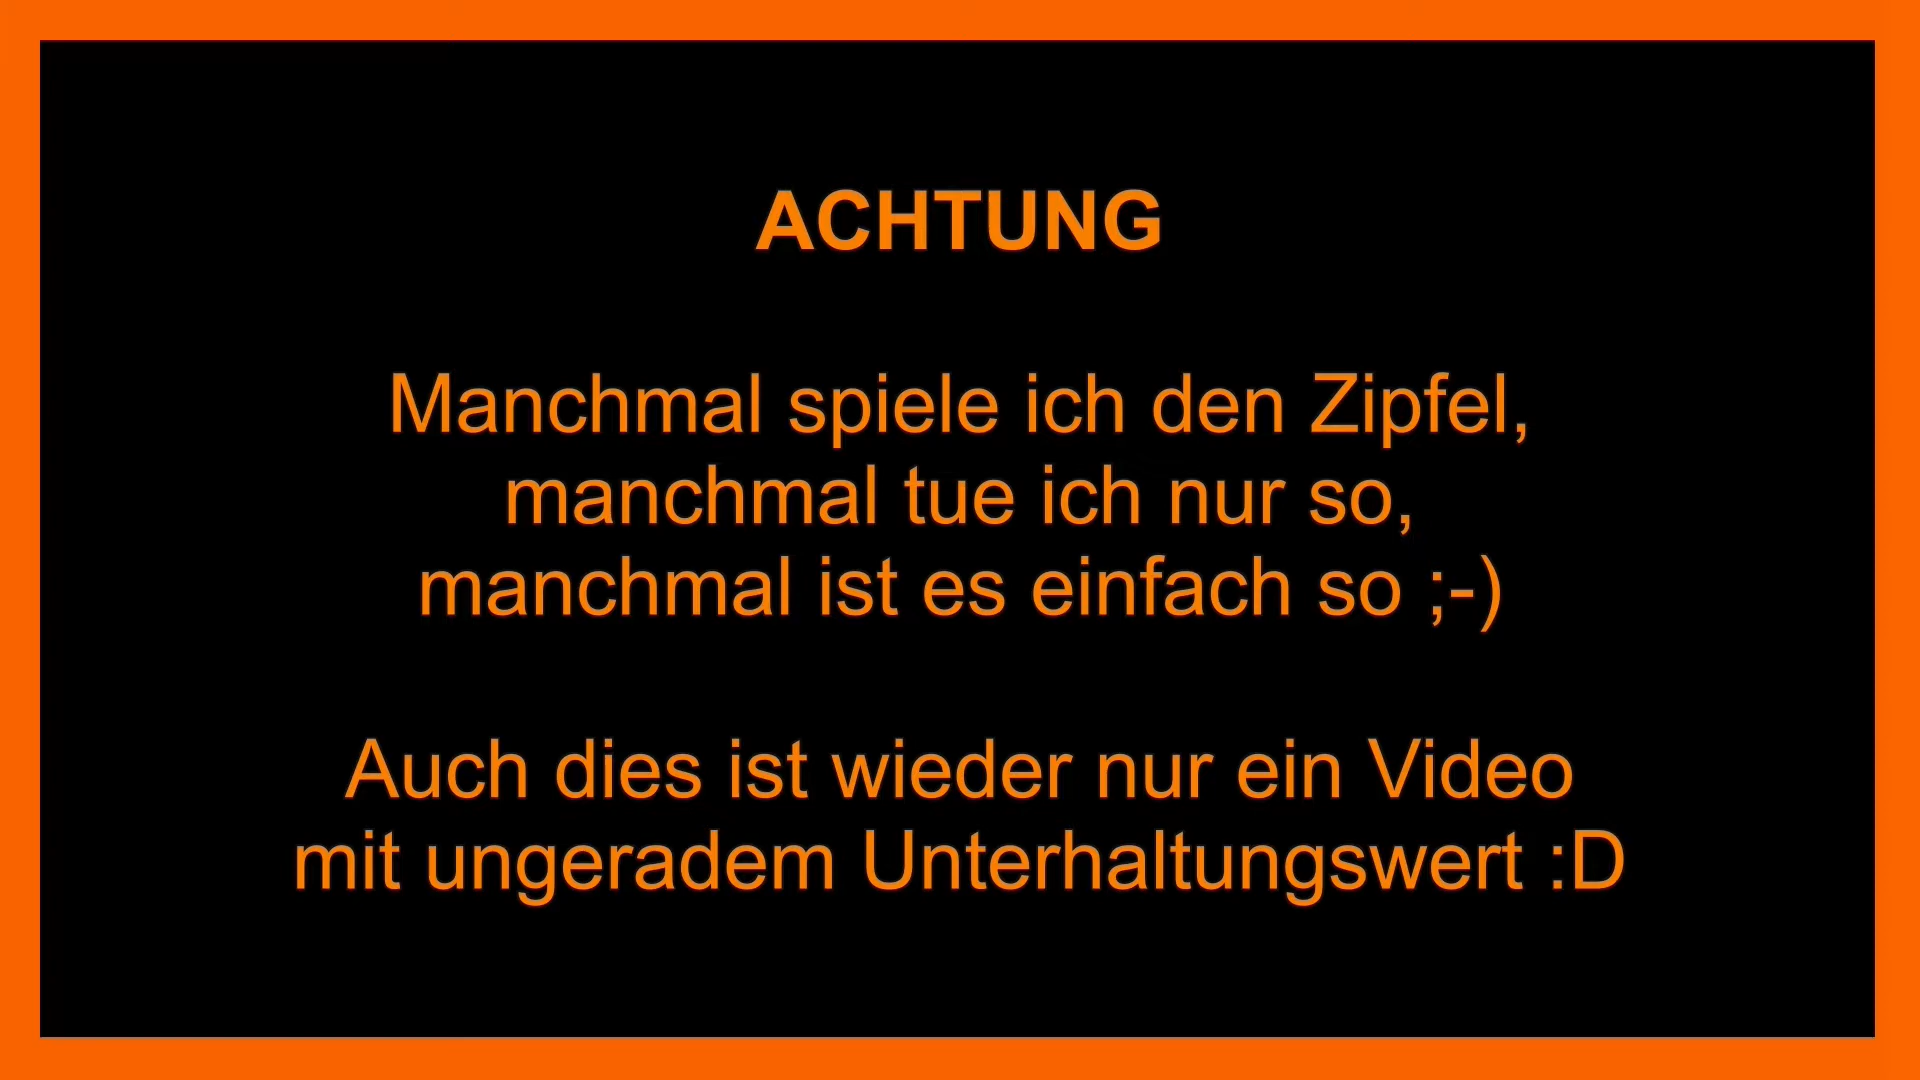 ACHTUNG
Manchmal spiele ich den Zipfel,
manchmal tue ich nur so,
manchmal ist es einfach so ;-)
Auch dies ist wieder nur ein Video
mit ungeradem Unterhaltungswert :D